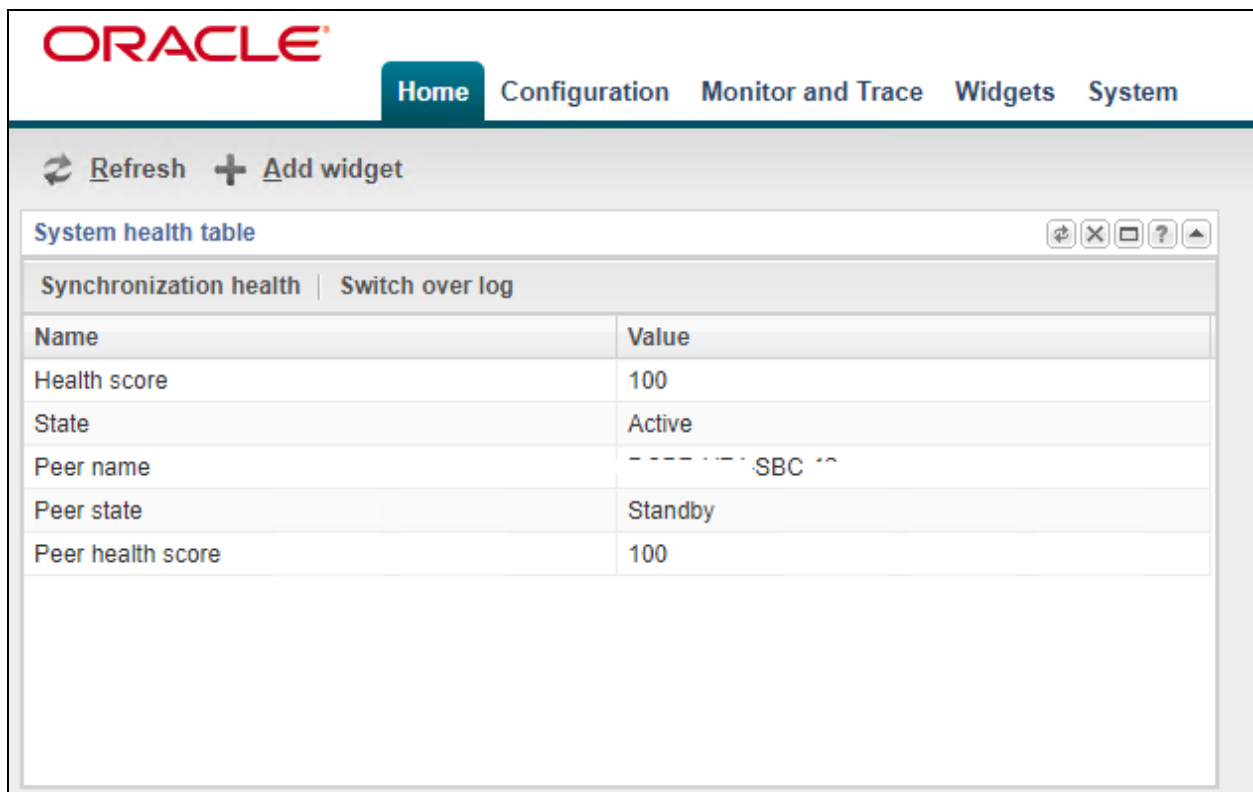 ORACLE
Home Configuration Monitor and Trace Widgets System
Refresh Add widget
System health table
Synchronization health Switch over log
Name Value
Health score 100
State Active
Peer name SBC
Peer state Standby
Peer health score 100